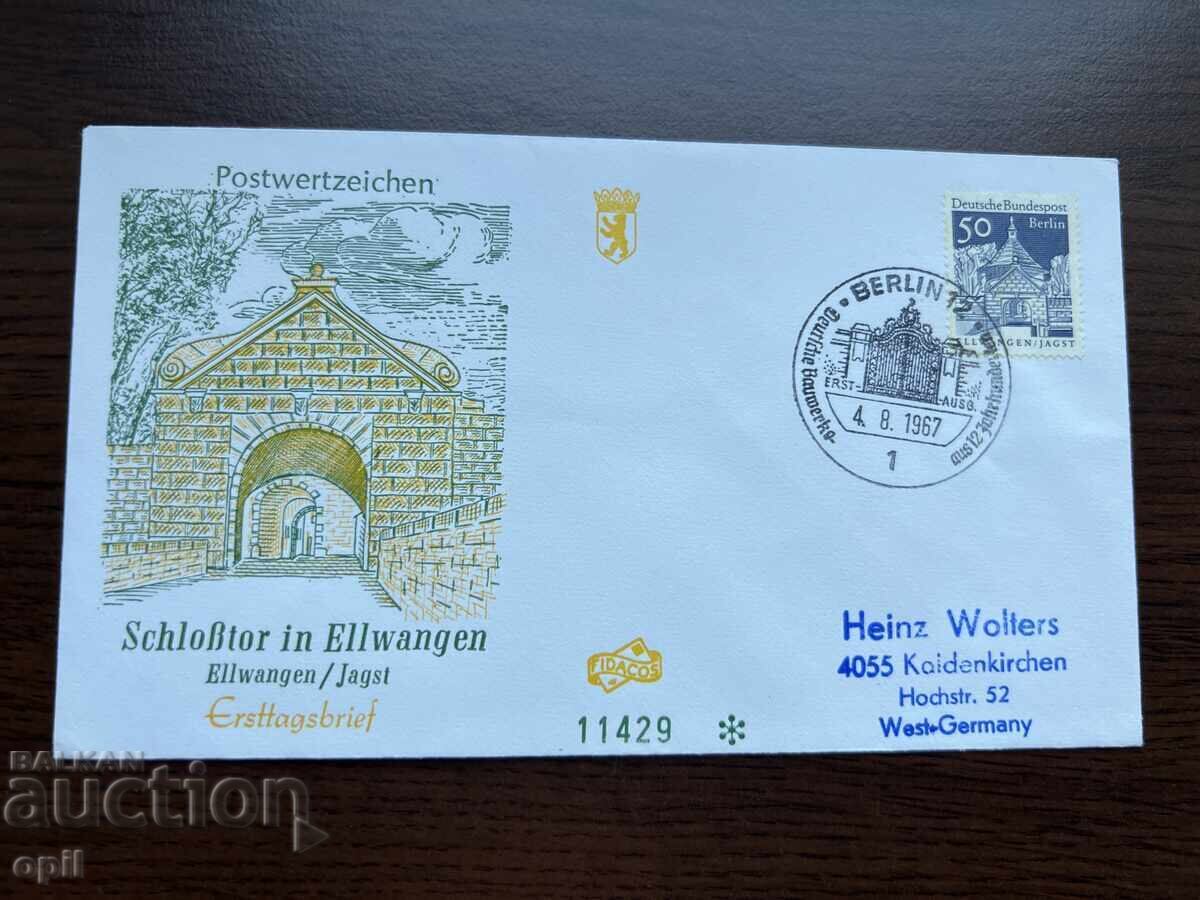 Postwertzeichen
Schloßtor in Ellwangen
Ellwangen/Jagst
Ersttagsbrief
FIDACOS
11429 *
Deutsche Bundespost
50 Berlin
ELLWANGEN/JAGST
BERLIN 12
Deutsche Bauwerke
aus 12 Jahrhunderten
ERST- AUSG.
4. 8. 1967
1
Heinz Wolters
4055 Kaldenkirchen
Hochstr. 52
West-Germany
BALKAN
auction
opil